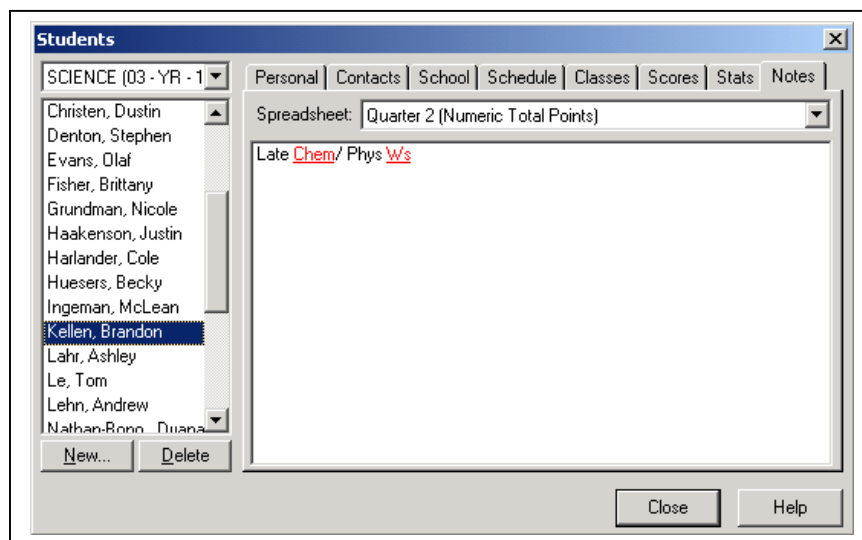 Students
SCIENCE (03 - YR - 1
Personal Contacts School Schedule Classes Scores Stats Notes
Spreadsheet: Quarter 2 (Numeric Total Points)
Late Chem/ Phys Ws
Christen, Dustin
Denton, Stephen
Evans, Olaf
Fisher, Brittany
Grundman, Nicole
Haakenson, Justin
Harlander, Cole
Huesers, Becky
Ingeman, McLean
Kellen, Brandon
Lahr, Ashley
Le, Tom
Lehn, Andrew
New... Delete
Close Help